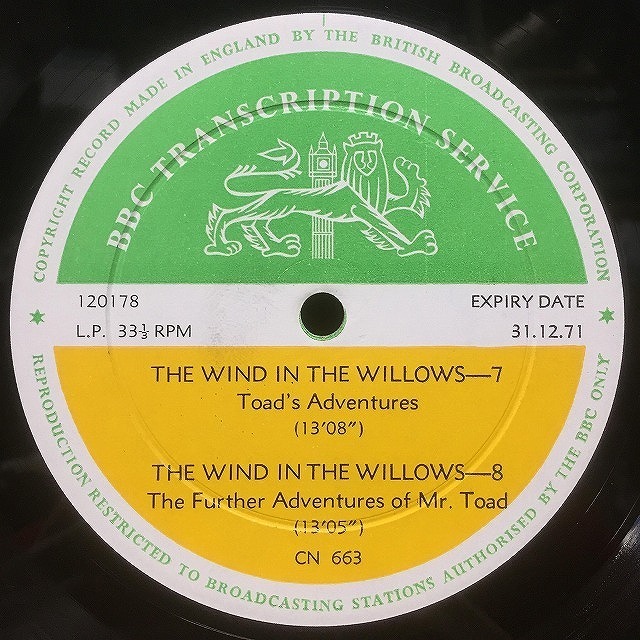 COPYRIGHT RECORD MADE IN ENGLAND BY THE BRITISH BROADCASTING CORPORATION
BBC TRANSCRIPTION SERVICE
120178
EXPIRY DATE
L.P. 33⅓ RPM
31.12.71
THE WIND IN THE WILLOWS—7
Toad's Adventures
(13′08″)
THE WIND IN THE WILLOWS—8
The Further Adventures of Mr. Toad
(13′05″)
CN 663
REPRODUCTION RESTRICTED TO BROADCASTING STATIONS AUTHORISED BY THE BBC ONLY